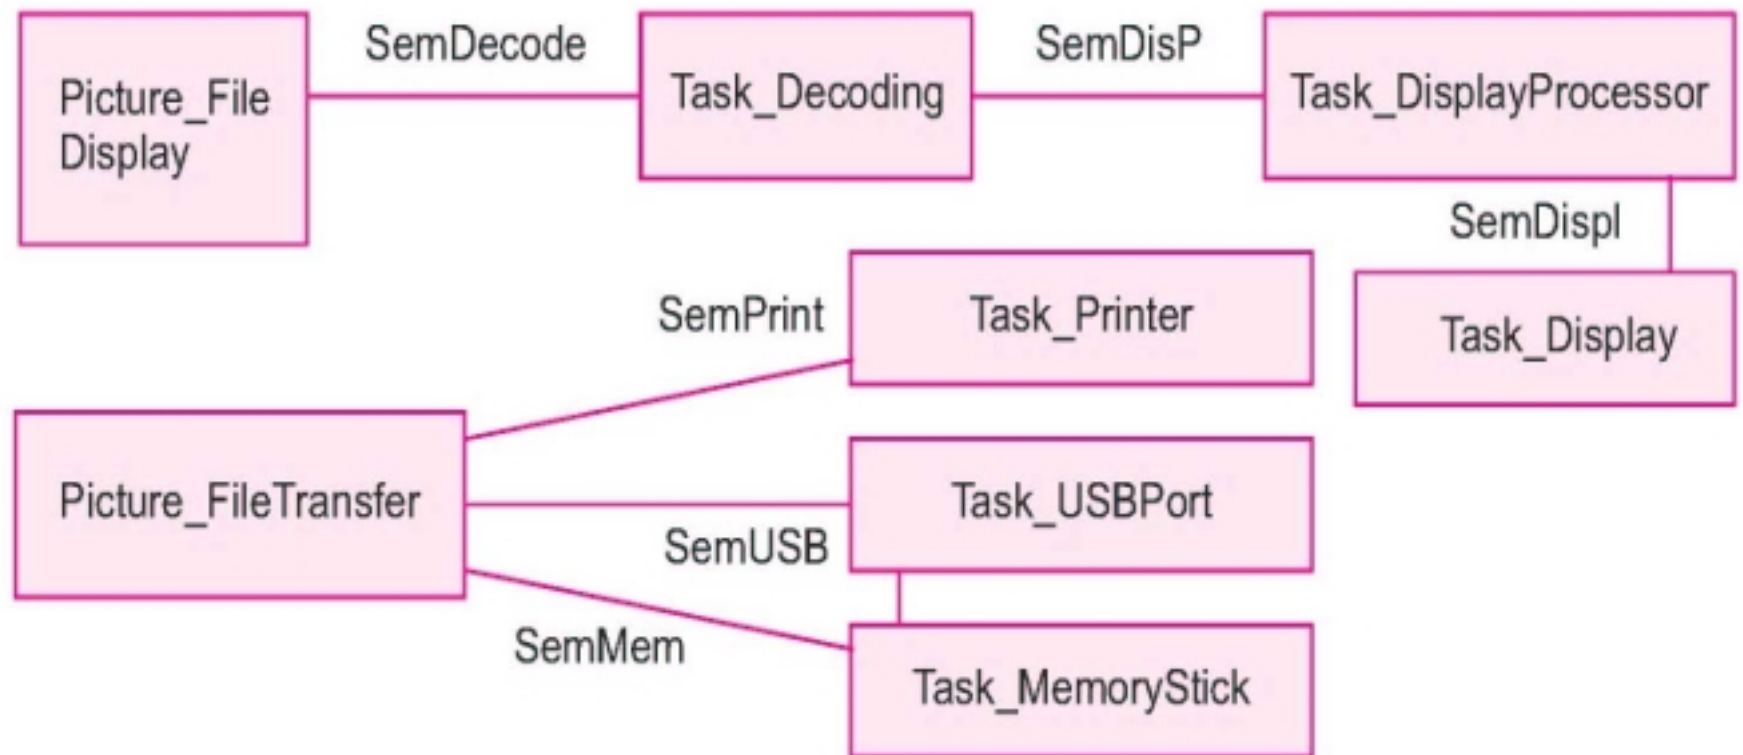 SemDecode
SemDisP
Picture_File
Display
Task_Decoding
Task_DisplayProcessor
SemDispl
SemPrint
Task_Printer
Task_Display
Picture_FileTransfer
Task_USBPort
SemUSB
SemMem
Task_MemoryStick